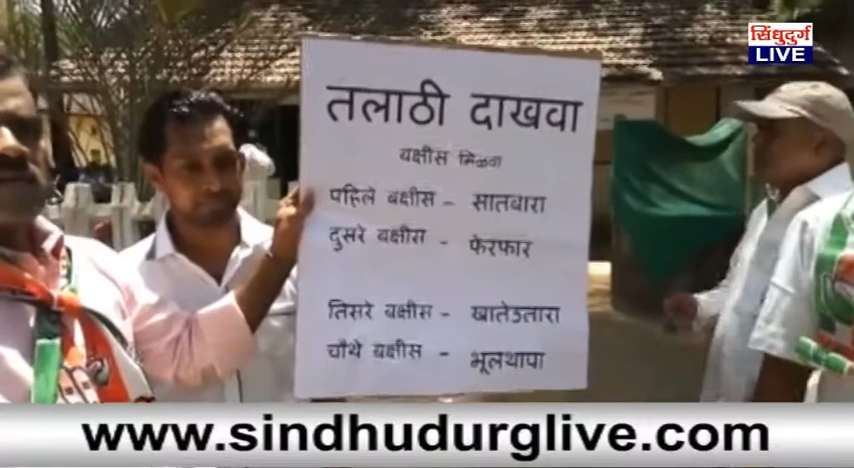 सिंधुदुर्ग
LIVE
तलाठी दाखवा
बक्षीस मिळवा
पहिले बक्षीस - सातबारा
दुसरे बक्षीस - फेरफार
तिसरे बक्षीस - खातेउतारा
चौथे बक्षीस - भूलथापा
www.sindhudurglive.com